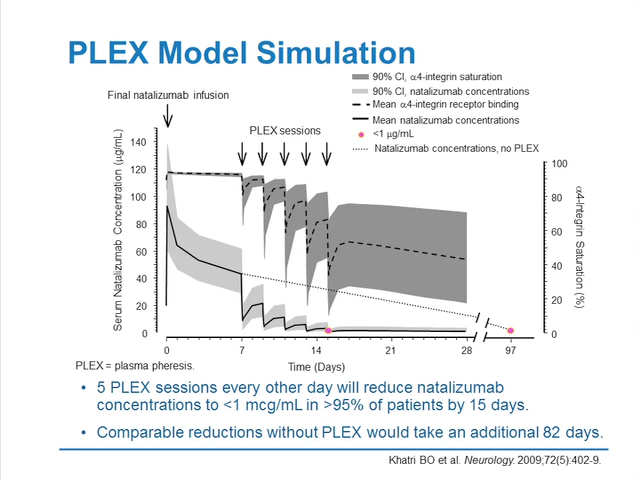 PLEX Model Simulation
90% CI, α4-integrin saturation
90% CI, natalizumab concentrations
Mean α4-integrin receptor binding
Mean natalizumab concentrations
<1 μg/mL
Natalizumab concentrations, no PLEX
Final natalizumab infusion
PLEX sessions
Serum Natalizumab Concentration (μg/mL)
140
120
100
80
60
40
20
0
100
80
60
40
20
0
α4-Integrin Saturation (%)
0
7
14
21
28
97
Time (Days)
PLEX = plasma pheresis.
• 5 PLEX sessions every other day will reduce natalizumab
concentrations to <1 mcg/mL in >95% of patients by 15 days.
• Comparable reductions without PLEX would take an additional 82 days.
Khatri BO et al. Neurology. 2009;72(5):402-9.